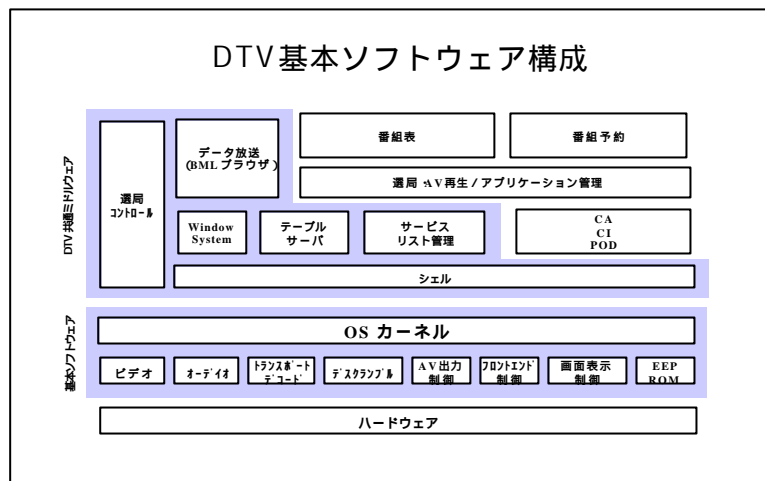 DTV基本ソフトウェア構成
DTV 共通ミドルウェア
選局
コントロール
データ放送
(BML ブラウザ)
番組表
番組予約
選局・AV再生 / アプリケーション管理
Window
System
テーブル
サーバ
サービス
リスト管理
CA
CI
POD
シェル
基本ソフトウェア
OS カーネル
ビデオ
オーディオ
トランスポート
デコード
デスクランブル
AV出力
制御
フロントエンド
制御
画面表示
制御
EEP
ROM
ハードウェア